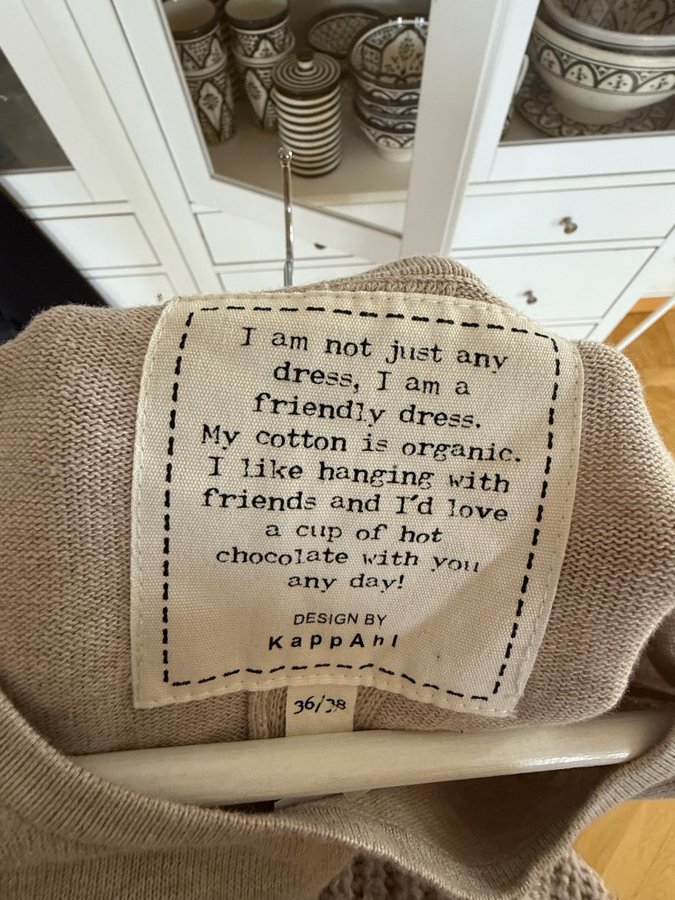 I am not just any
dress, I am a
friendly dress.
My cotton is organic.
I like hanging with
friends and I'd love
a cup of hot
chocolate with you
any day!
DESIGN BY
KappAhl
36/38